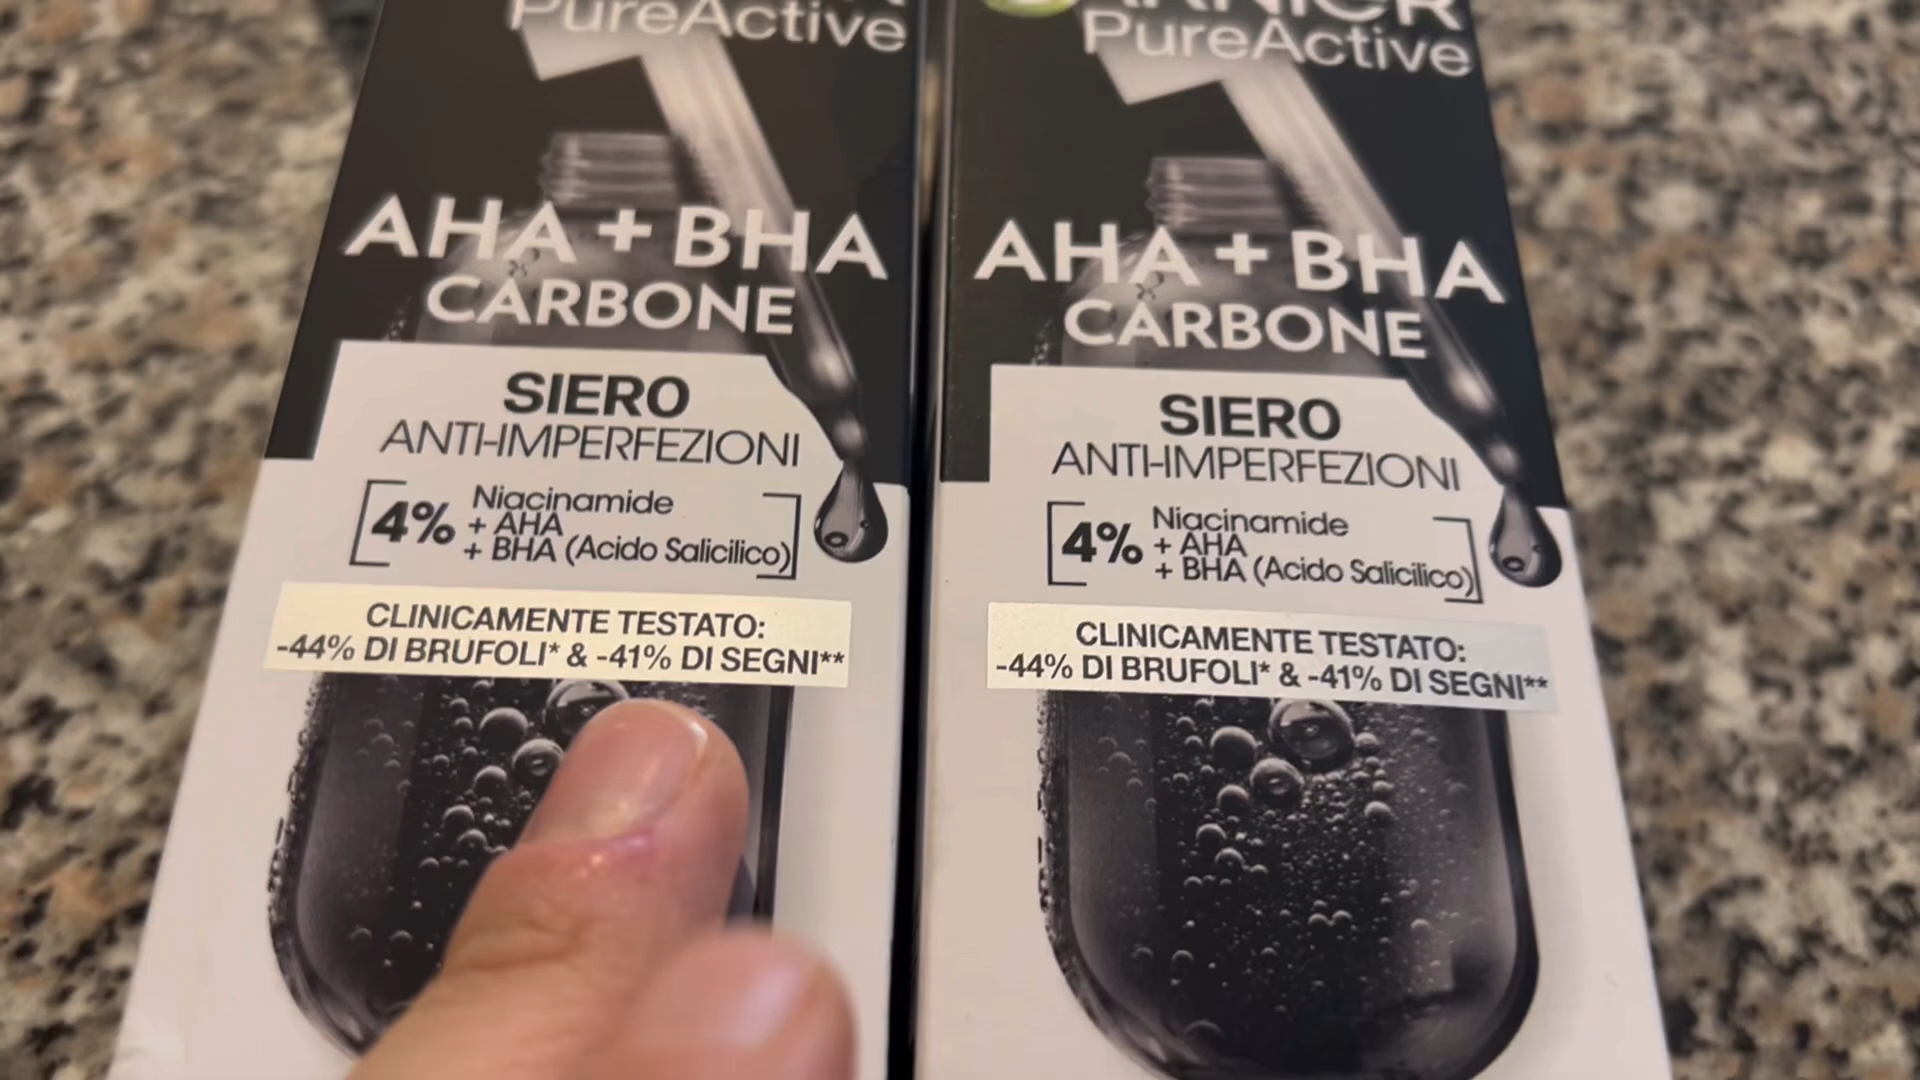 PureActive
AHA + BHA
CARBONE
SIERO
ANTI-IMPERFEZIONI
4% Niacinamide
+ AHA
+ BHA (Acido Salicilico)
CLINICAMENTE TESTATO:
-44% DI BRUFOLI* & -41% DI SEGNI**
GARNIER
PureActive
AHA + BHA
CARBONE
SIERO
ANTI-IMPERFEZIONI
4% Niacinamide
+ AHA
+ BHA (Acido Salicilico)
CLINICAMENTE TESTATO:
-44% DI BRUFOLI* & -41% DI SEGNI**